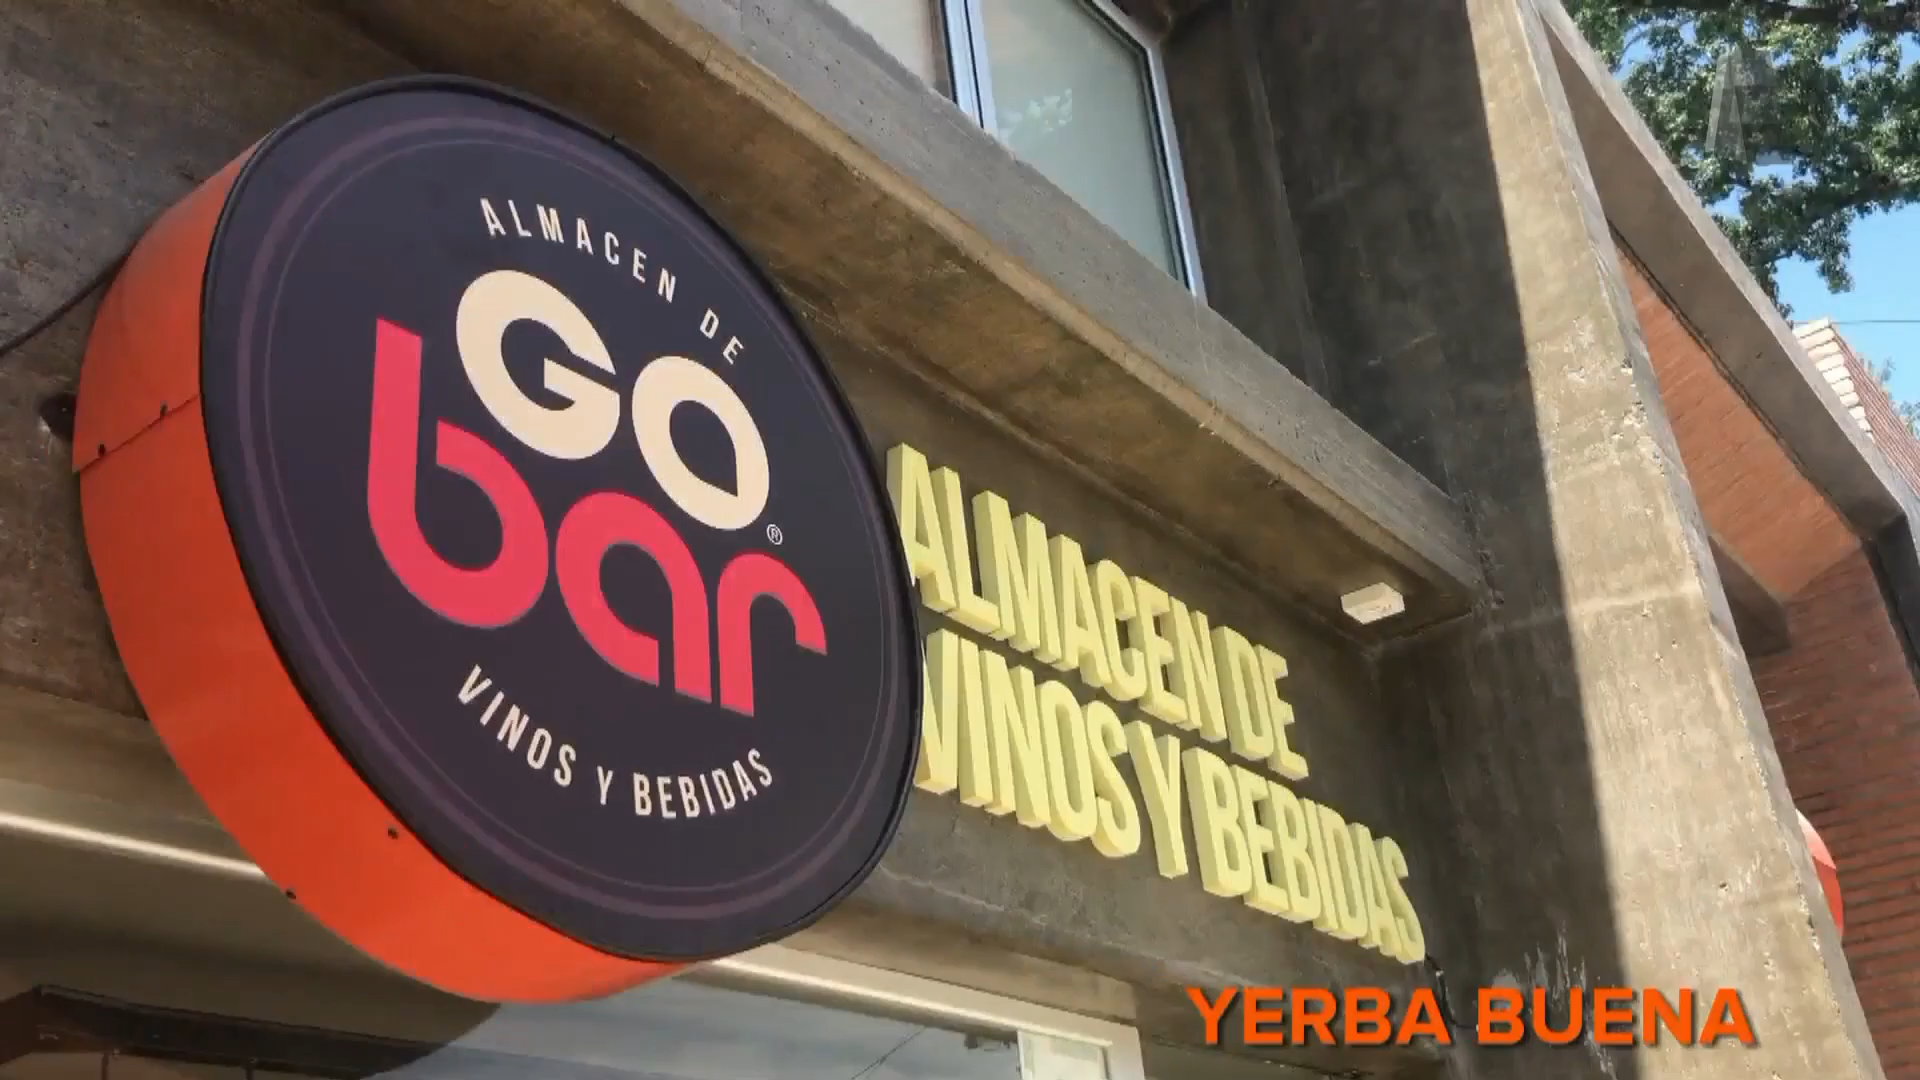 ALMACEN DE
GO
bar®
VINOS Y BEBIDAS
ALMACEN DE
VINOS Y BEBIDAS
YERBA BUENA